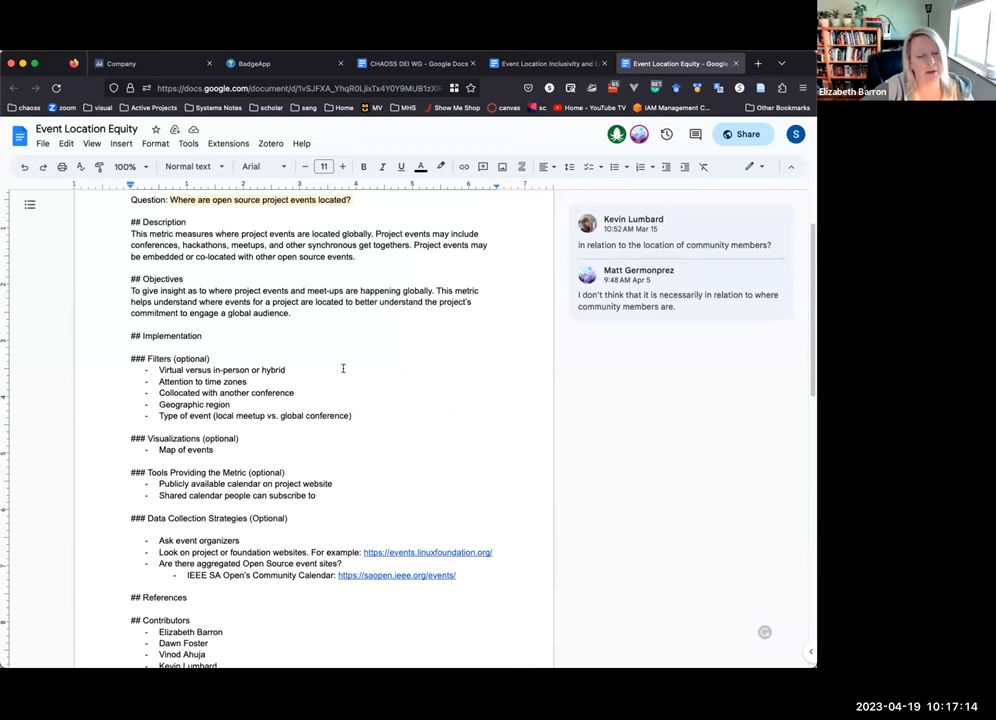 Company
BadgeApp
CHAOSS DEI WG - Google Docs
Event Location Inclusivity and
Event Location Equity - Google
https://docs.google.com/document/d/
chaoss
zoom
visual
Active Projects
Systems Notes
scholar
seng
Home
MV
MHS
Show Me Shop
canvas
sc
Home - YouTube TV
IAM Management C...
Other Bookmarks
Elizabeth Barron
Event Location Equity
File Edit View Insert Format Tools Extensions Zotero Help
Share
S
100%
Normal text
Arial
11
1 1 2 3 4 5 6 7
Question: Where are open source project events located?
## Description
This metric measures where project events are located globally. Project events may include
conferences, hackathons, meetups, and other synchronous get togethers. Project events may
be embedded or co-located with other open source events.
## Objectives
To give insight as to where project events and meet-ups are happening globally. This metric
helps understand where events for a project are located to better understand the project's
commitment to engage a global audience.
## Implementation
### Filters (optional)
- Virtual versus in-person or hybrid
- Attention to time zones
- Collocated with another conference
- Geographic region
- Type of event (local meetup vs. global conference)
### Visualizations (optional)
- Map of events
### Tools Providing the Metric (optional)
- Publicly available calendar on project website
- Shared calendar people can subscribe to
### Data Collection Strategies (Optional)
- Ask event organizers
- Look on project or foundation websites. For example: https://events.linuxfoundation.org/
- Are there aggregated Open Source event sites?
- IEEE SA Open's Community Calendar: https://saopen.ieee.org/events/
## References
## Contributors
- Elizabeth Barron
- Dawn Foster
- Vinod Ahuja
- Kevin Lumbard
Kevin Lumbard
10:52 AM Mar 15
in relation to the location of community members?
Matt Germonprez
9:48 AM Apr 5
I don't think that it is necessarily in relation to where
community members are.
2023-04-19 10:17:14